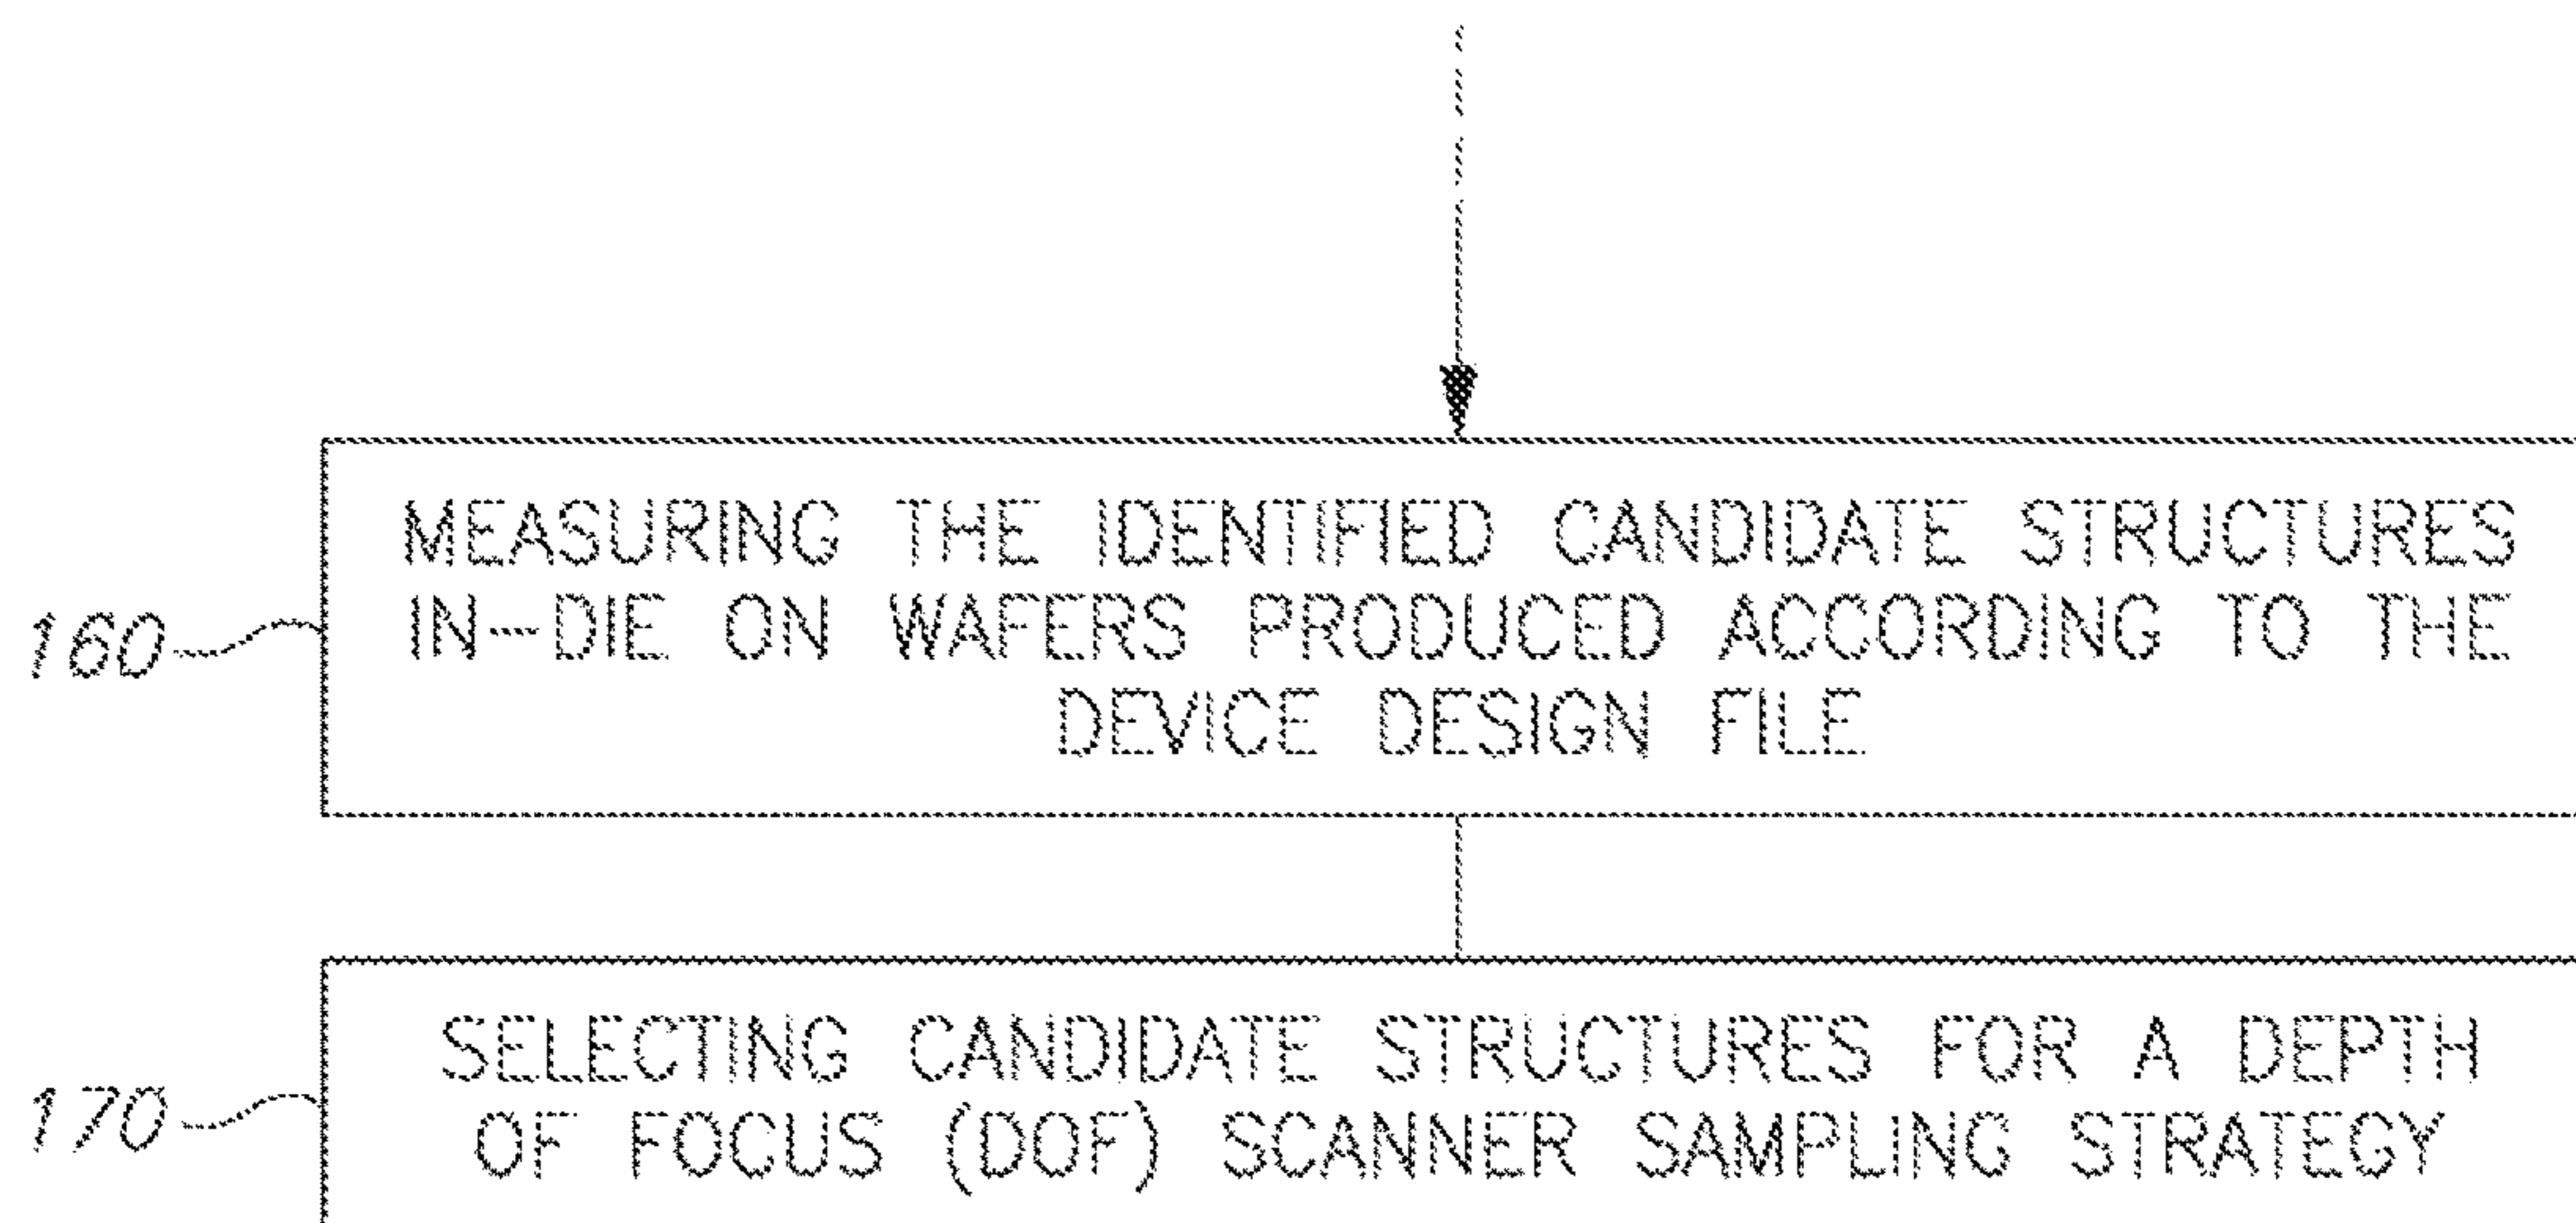 MEASURING THE IDENTIFIED CANDIDATE STRUCTURES
160 IN-DIE ON WAFERS PRODUCED ACCORDING TO THE
DEVICE DESIGN FILE
SELECTING CANDIDATE STRUCTURES FOR A DEPTH
170 OF FOCUS (DOF) SCANNER SAMPLING STRATEGY